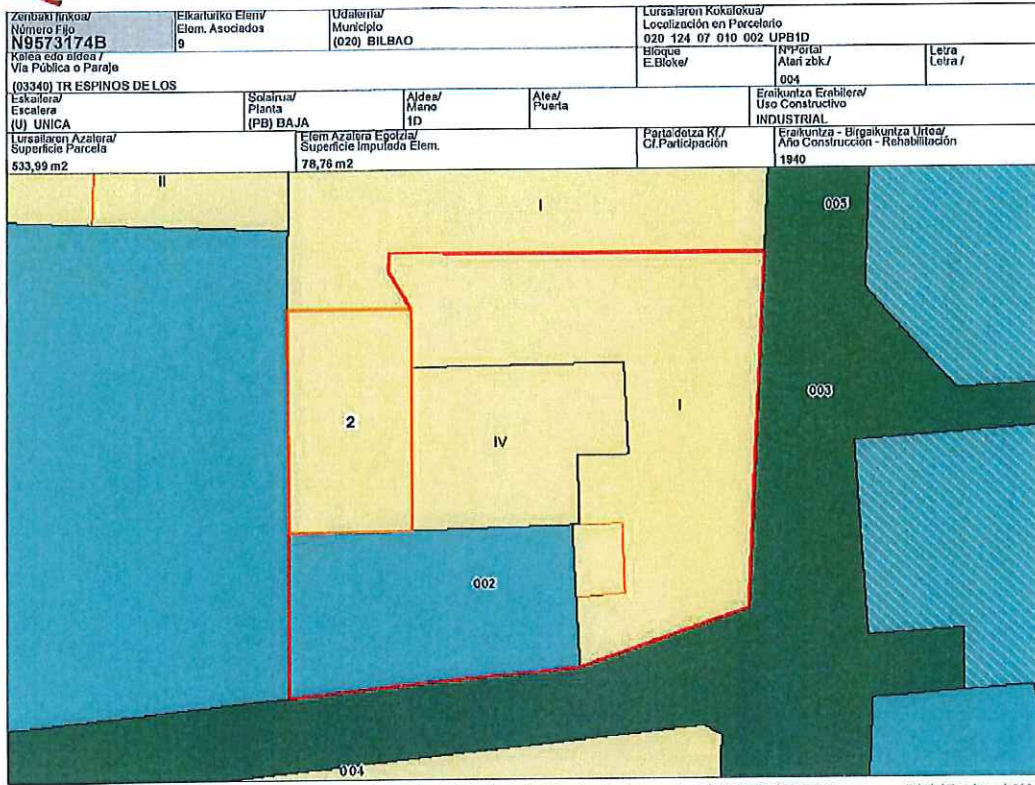 Zenbaki finkoa/
Número Fijo
N9573174B
Elkarturiko Elem/
Elem. Asociados
9
Udalerria/
Municipio
(020) BILBAO
Lursailaren Kokalekua/
Localización en Parcelario
020 124 07 010 002 UPB1D
Kalea edo aldea /
Vía Pública o Paraje
(03340) TR ESPINOS DE LOS
Bloque
E.Bloke/
NºPortal
Atari zbk./
004
Letra
Letra /
Eskailera/
Escalera
(U) UNICA
Solairua/
Planta
(PB) BAJA
Aldea/
Mano
1D
Atea/
Puerta
Eraikuntza Erabilera/
Uso Constructivo
INDUSTRIAL
Lursailaren Azalera/
Superficie Parcela
533,99 m2
Elem Azalera Egotzia/
Superficie Imputada Elem.
78,76 m2
Partaidetza Kf./
Cf.Participación
Eraikuntza - Birgaikuntza Urtea/
Año Construcción - Rehabilitación
1940
II
I
005
003
2
IV
I
002
004